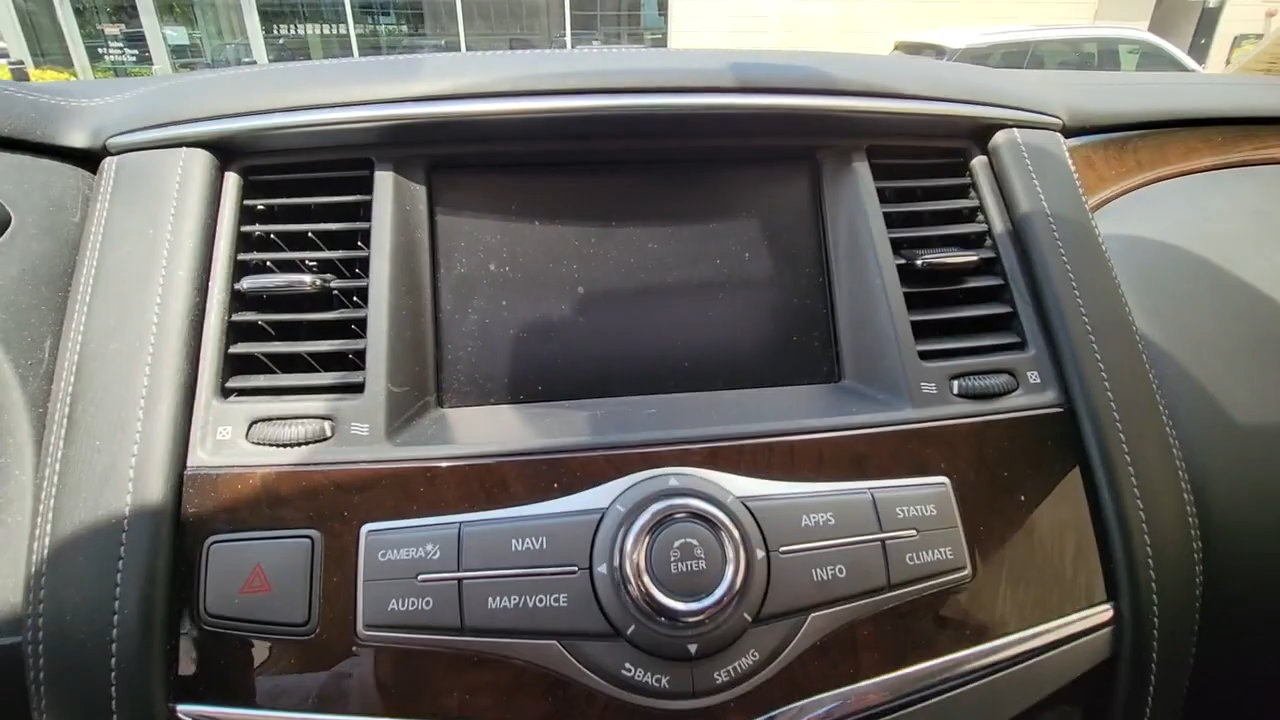 CAMERA
NAVI
AUDIO
MAP/VOICE
ENTER
APPS
STATUS
INFO
CLIMATE
BACK
SETTING